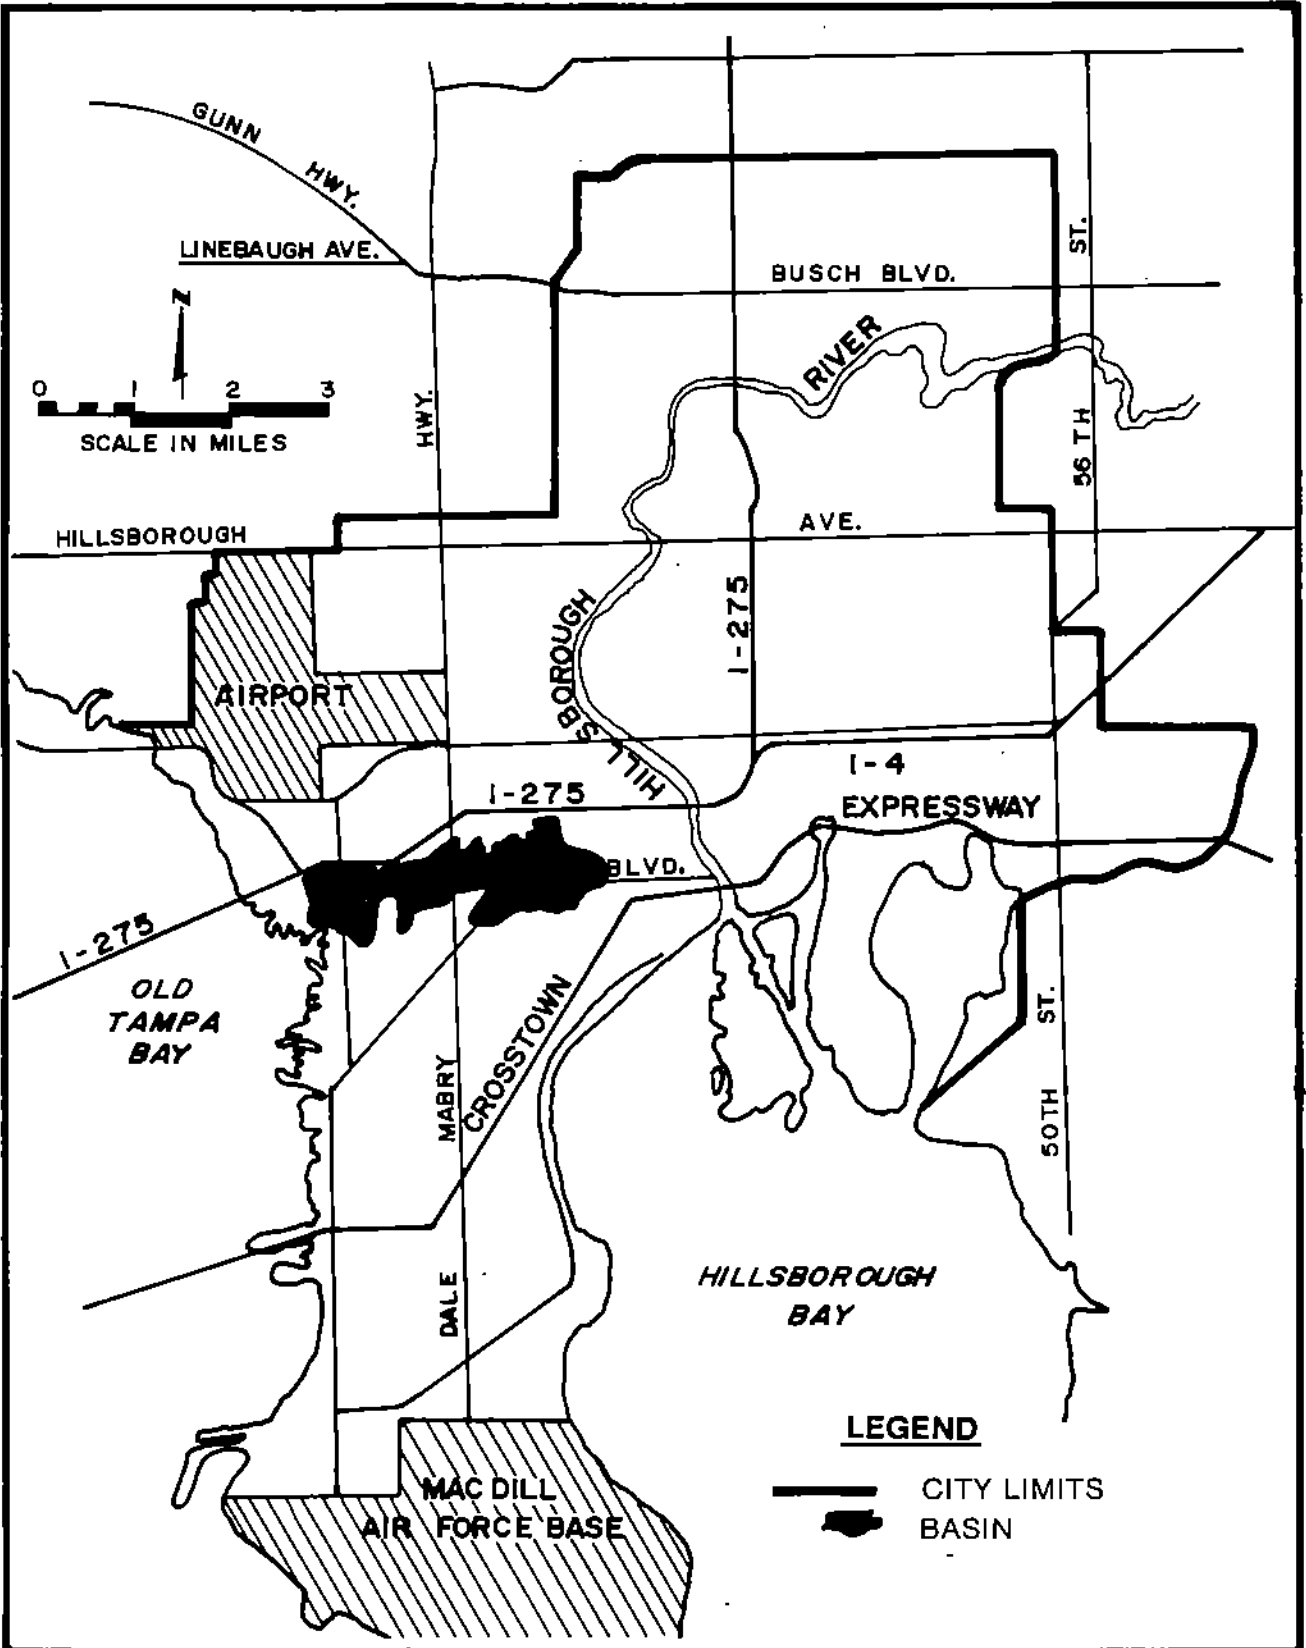 GUNN
HWY.
LINEBAUGH AVE.
BUSCH BLVD.
ST.
N
RIVER
0 1 2 3
SCALE IN MILES
HWY.
56 TH
HILLSBOROUGH
AVE.
I-275
HILLSBOROUGH
AIRPORT
I-4
I-275
EXPRESSWAY
BLVD.
I-275
OLD
TAMPA
BAY
CROSSTOWN
ST.
MABRY
50TH
DALE
HILLSBOROUGH
BAY
LEGEND
CITY LIMITS
BASIN
MAC DILL
AIR FORCE BASE